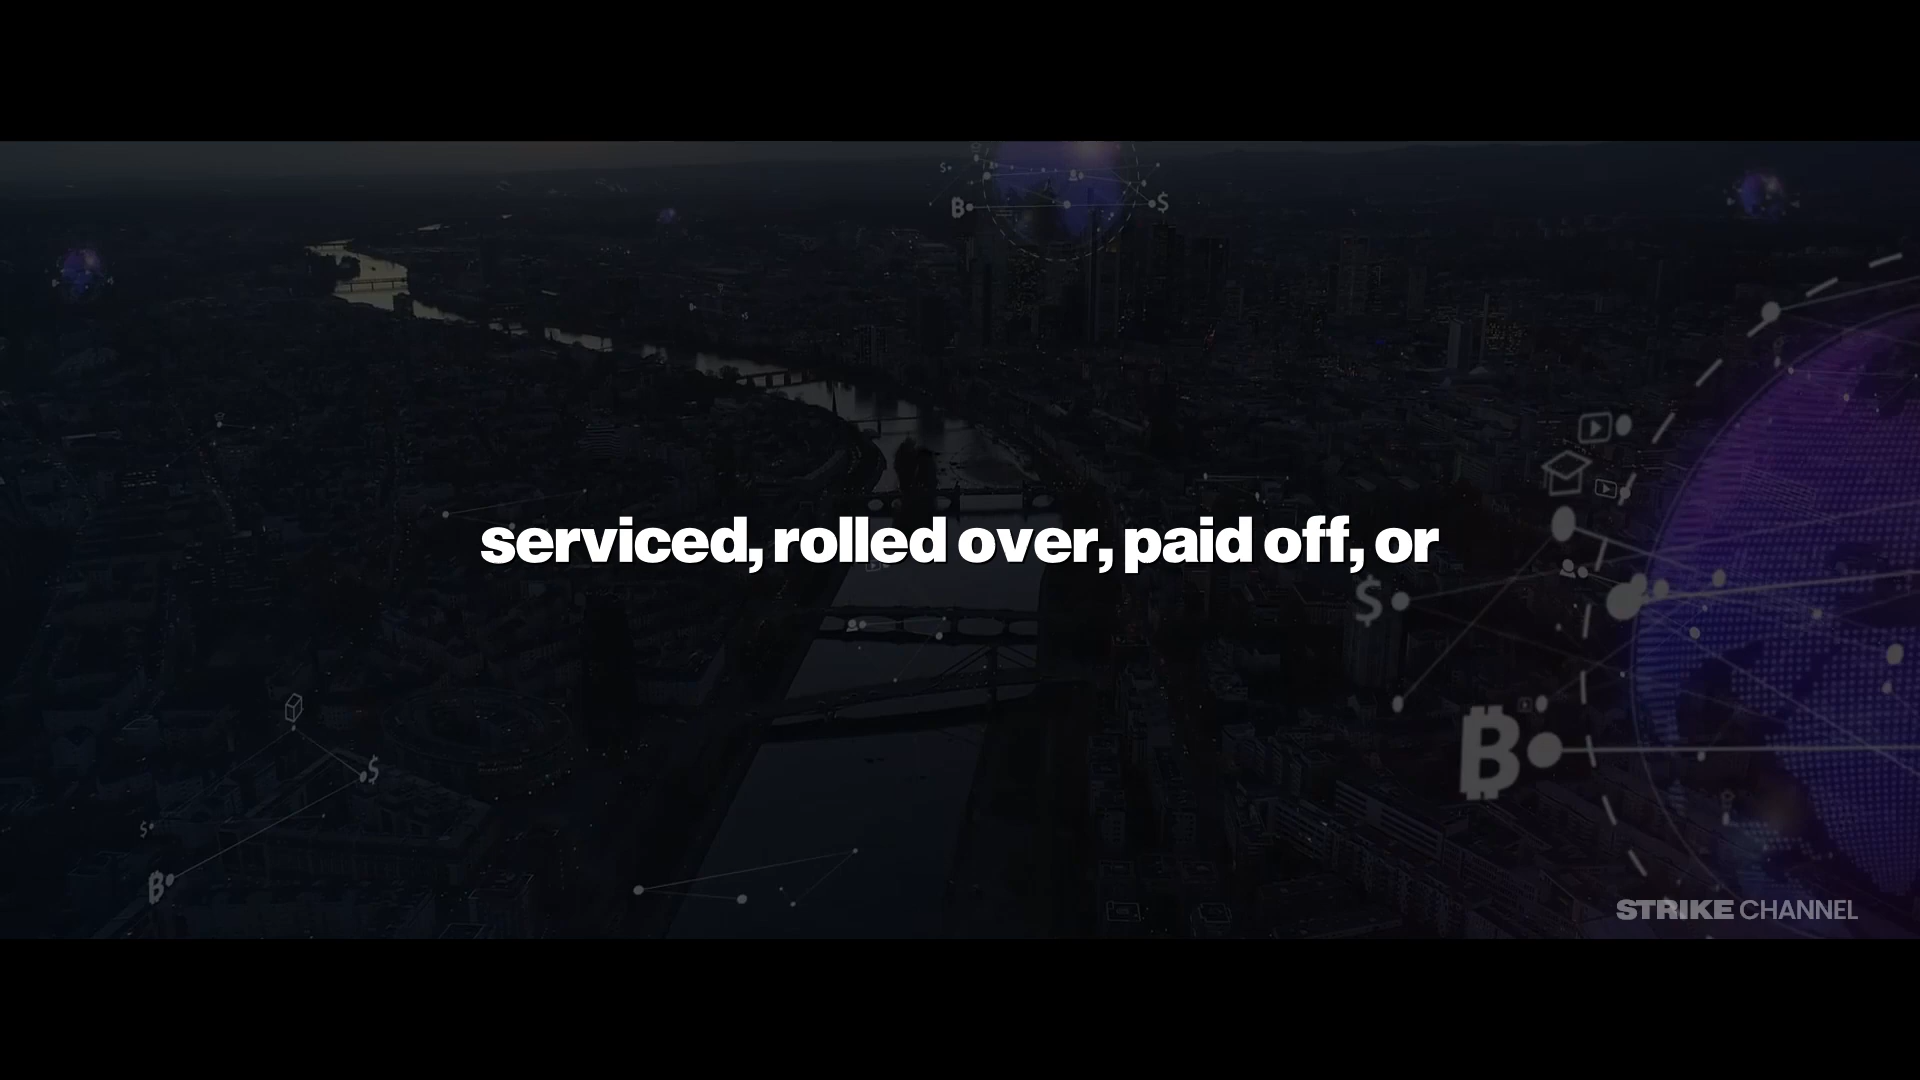 serviced, rolled over, paid off, or
STRIKE CHANNEL